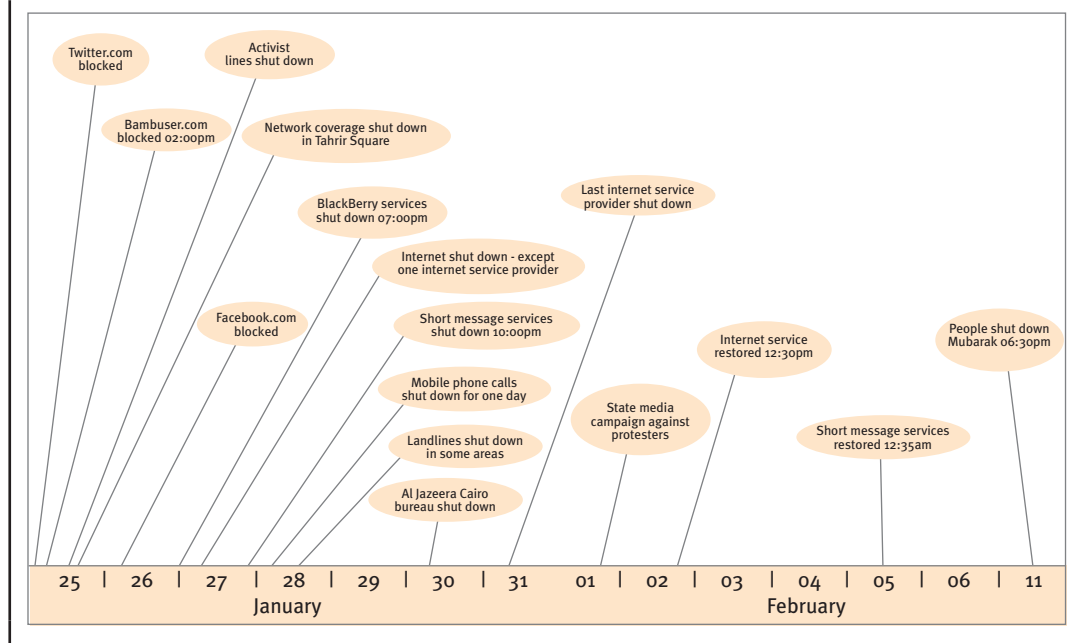 Twitter.com
blocked
Activist
lines shut down
Bambuser.com
blocked 02:00pm
Network coverage shut down
in Tahrir Square
BlackBerry services
shut down 07:00pm
Last internet service
provider shut down
Internet shut down - except
one internet service provider
Facebook.com
blocked
Short message services
shut down 10:00pm
Internet service
restored 12:30pm
People shut down
Mubarak 06:30pm
Mobile phone calls
shut down for one day
State media
campaign against
protesters
Short message services
restored 12:35am
Landlines shut down
in some areas
Al Jazeera Cairo
bureau shut down
25 | 26 | 27 | 28 | 29 | 30 | 31 01 | 02 | 03 | 04 | 05 | 06 | 11
January February